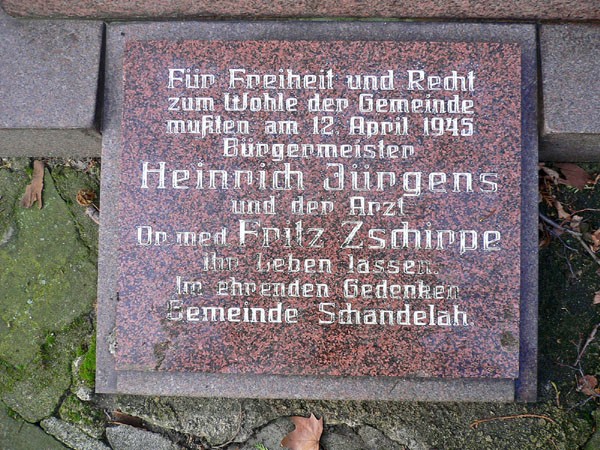 Für Freiheit und Recht
zum Wohle der Gemeinde
mußten am 12. April 1945
Bürgermeister
Heinrich Jürgens
und der Arzt
Dr med Fritz Zschirpe
Ihr Leben lassen.
Im ehrenden Gedenken
Gemeinde Schandelah.